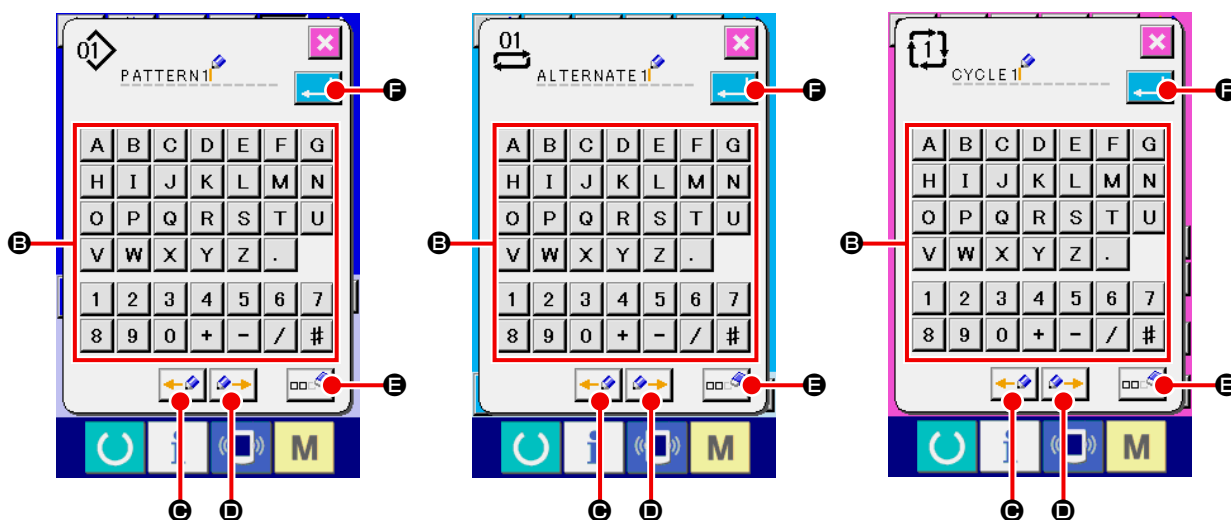 01
PATTERN1
F
A B C D E F G
H I J K L M N
O P Q R S T U
B
V W X Y Z .
1 2 3 4 5 6 7
8 9 0 + - / #
E
i M
C D
01
ALTERNATE1
F
A B C D E F G
H I J K L M N
O P Q R S T U
B
V W X Y Z .
1 2 3 4 5 6 7
8 9 0 + - / #
E
i M
C D
1
CYCLE1
F
A B C D E F G
H I J K L M N
O P Q R S T U
B
V W X Y Z .
1 2 3 4 5 6 7
8 9 0 + - / #
E
i M
C D